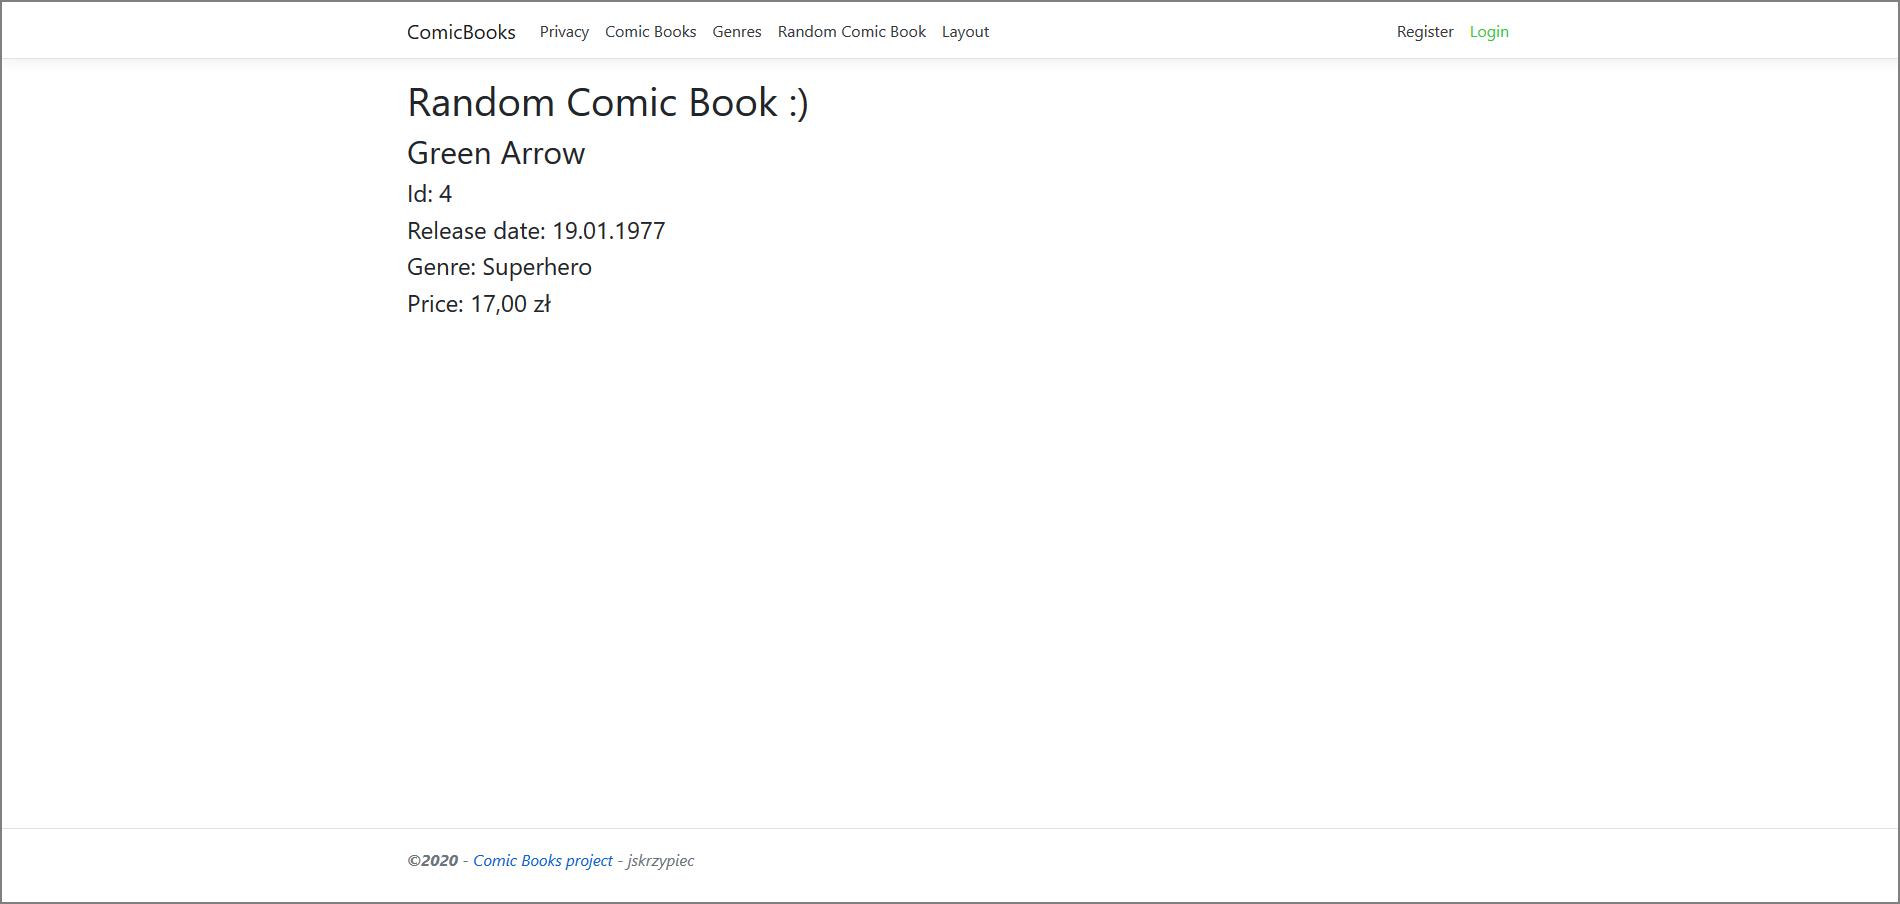 ComicBooks Privacy Comic Books Genres Random Comic Book Layout Register Login
Random Comic Book :)
Green Arrow
Id: 4
Release date: 19.01.1977
Genre: Superhero
Price: 17,00 zł
©2020 - Comic Books project - jskrzypiec